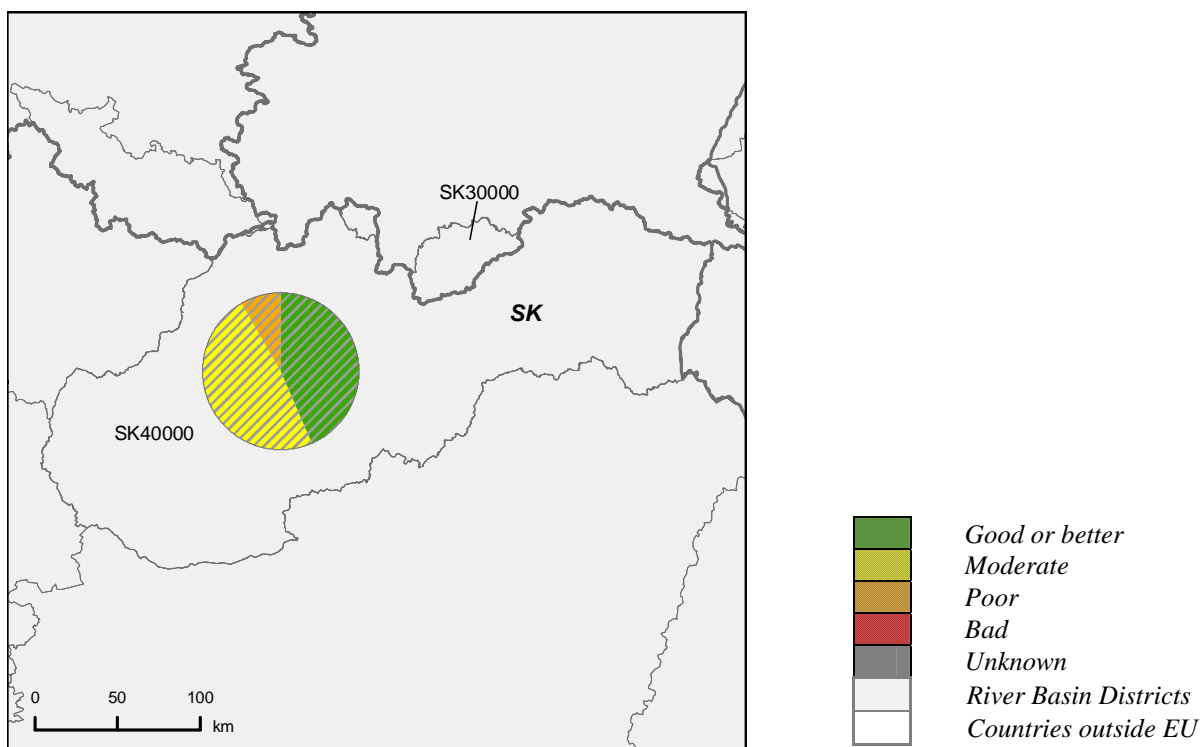 SK30000
SK
SK40000
0 50 100
km
Good or better
Moderate
Poor
Bad
Unknown
River Basin Districts
Countries outside EU